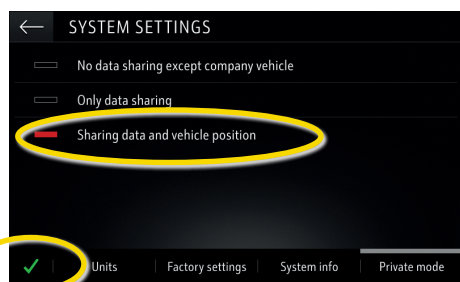 SYSTEM SETTINGS
No data sharing except company vehicle
Only data sharing
Sharing data and vehicle position
Units Factory settings System info Private mode